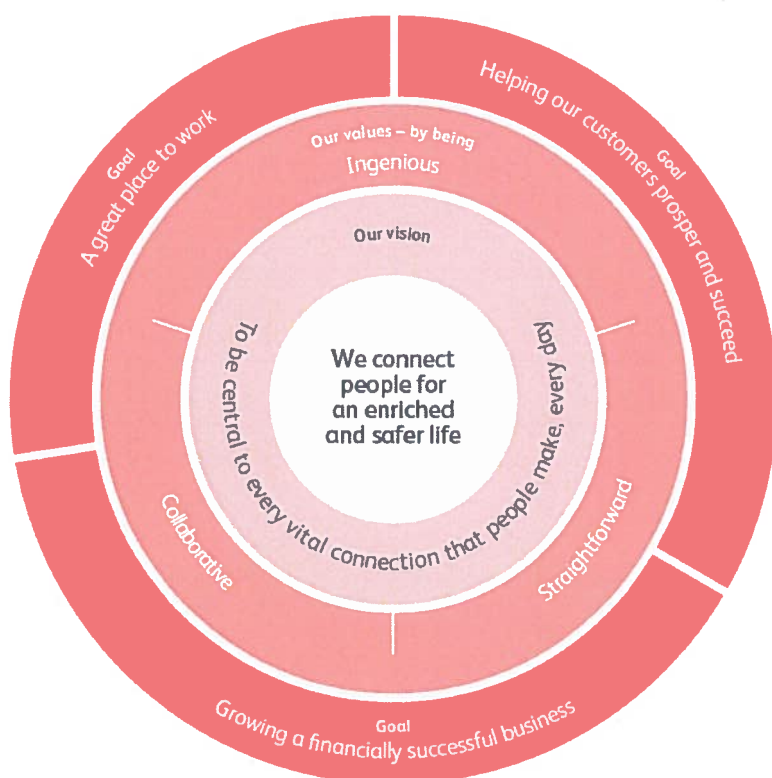 Goal
A great place to work
Helping our customers prosper and succeed
Goal
Our values – by being
Ingenious
Our vision
To be central to every vital connection that people make, every day
We connect
people for
an enriched
and safer life
Collaborative
Straightforward
Goal
Growing a financially successful business